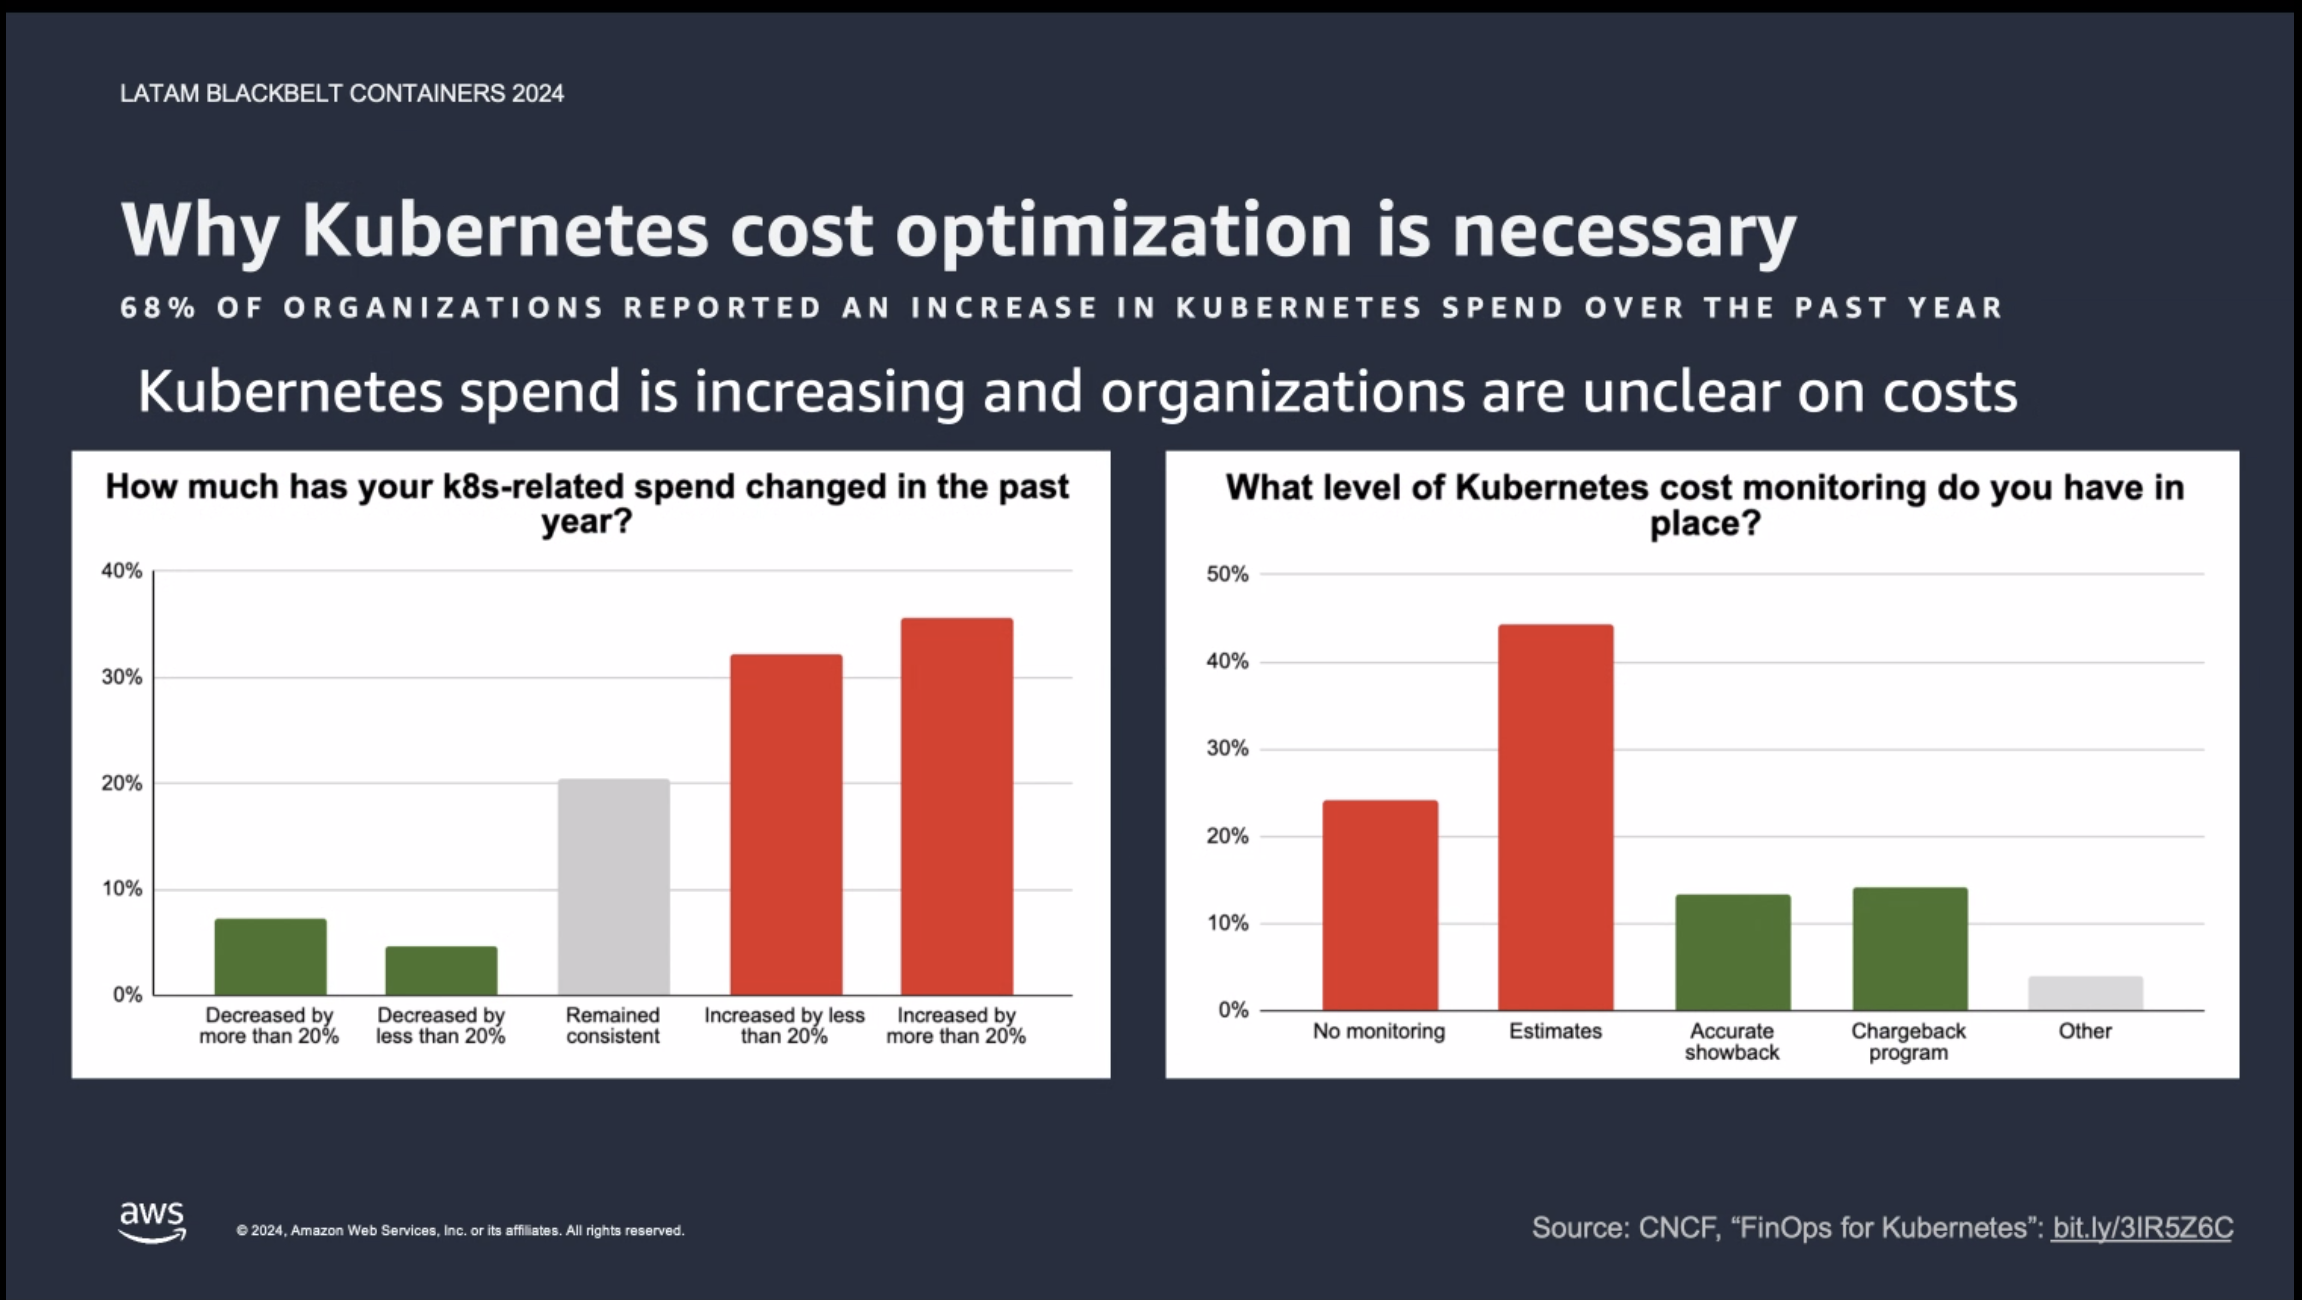 LATAM BLACKBELT CONTAINERS 2024
Why Kubernetes cost optimization is necessary
68% OF ORGANIZATIONS REPORTED AN INCREASE IN KUBERNETES SPEND OVER THE PAST YEAR
Kubernetes spend is increasing and organizations are unclear on costs
How much has your k8s-related spend changed in the past
year?
40%
30%
20%
10%
0%
Decreased by
more than 20%
Decreased by
less than 20%
Remained
consistent
Increased by less
than 20%
Increased by
more than 20%
What level of Kubernetes cost monitoring do you have in
place?
50%
40%
30%
20%
10%
0%
No monitoring
Estimates
Accurate
showback
Chargeback
program
Other
aws
© 2024, Amazon Web Services, Inc. or its affiliates. All rights reserved.
Source: CNCF, “FinOps for Kubernetes”: bit.ly/3IR5Z6C